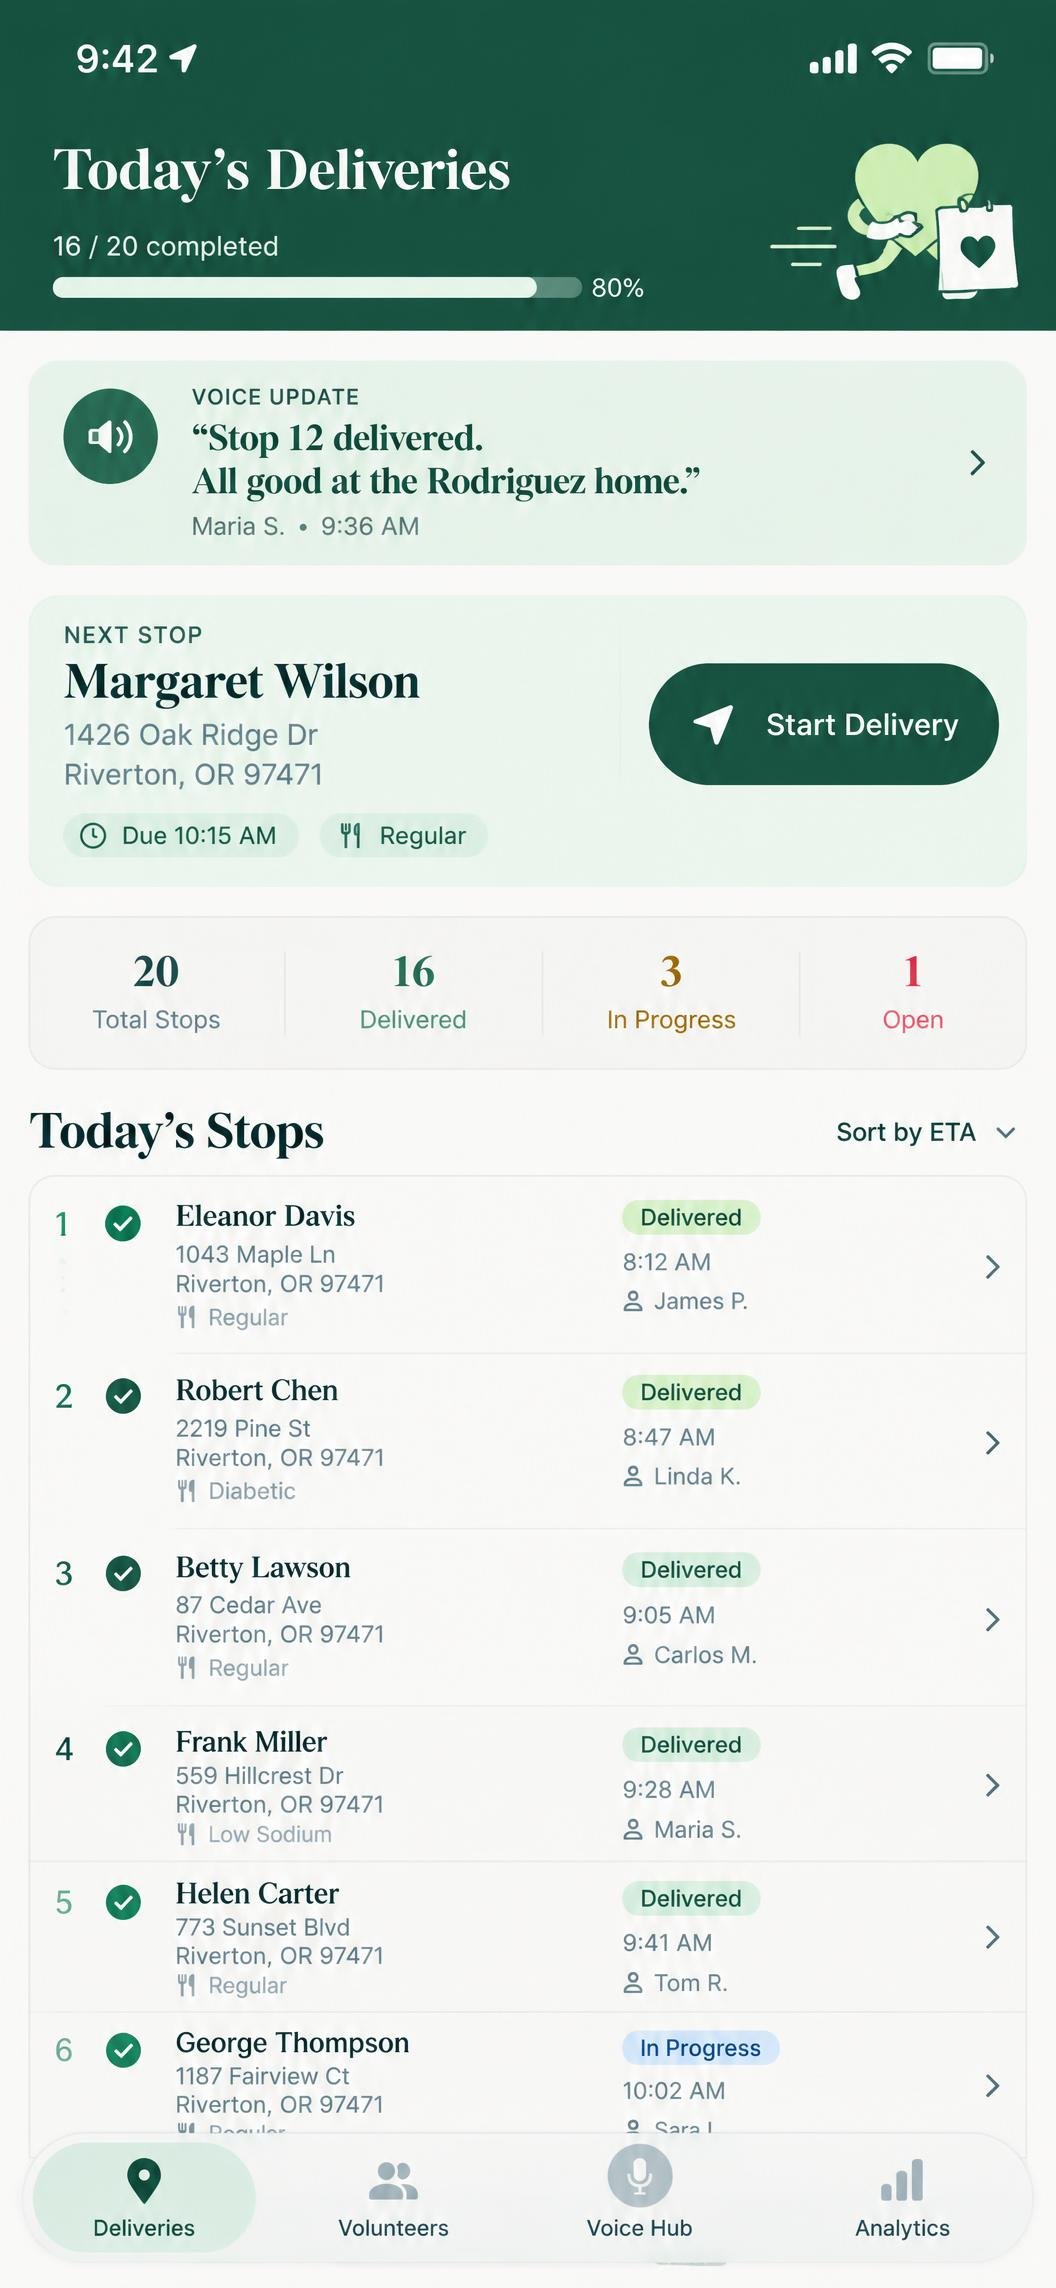 9:42
Today’s Deliveries
16 / 20 completed
80%
VOICE UPDATE
“Stop 12 delivered.
All good at the Rodriguez home.”
Maria S. • 9:36 AM
NEXT STOP
Margaret Wilson
1426 Oak Ridge Dr
Riverton, OR 97471
Due 10:15 AM
Regular
Start Delivery
20
Total Stops
16
Delivered
3
In Progress
1
Open
Today’s Stops
Sort by ETA
1
Eleanor Davis
1043 Maple Ln
Riverton, OR 97471
Regular
Delivered
8:12 AM
James P.
2
Robert Chen
2219 Pine St
Riverton, OR 97471
Diabetic
Delivered
8:47 AM
Linda K.
3
Betty Lawson
87 Cedar Ave
Riverton, OR 97471
Regular
Delivered
9:05 AM
Carlos M.
4
Frank Miller
559 Hillcrest Dr
Riverton, OR 97471
Low Sodium
Delivered
9:28 AM
Maria S.
5
Helen Carter
773 Sunset Blvd
Riverton, OR 97471
Regular
Delivered
9:41 AM
Tom R.
6
George Thompson
1187 Fairview Ct
Riverton, OR 97471
Regular
In Progress
10:02 AM
Sara
Deliveries
Volunteers
Voice Hub
Analytics